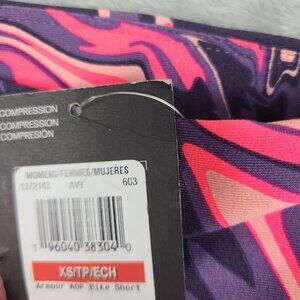 COMPRESSION
COMPRESSION
COMPRESIÓN
WOMENS/FEMMES/MUJERES
1372142 AVY 603
1 96040 38304 0
XS/TP/ECH
Armour AOP Bike Short